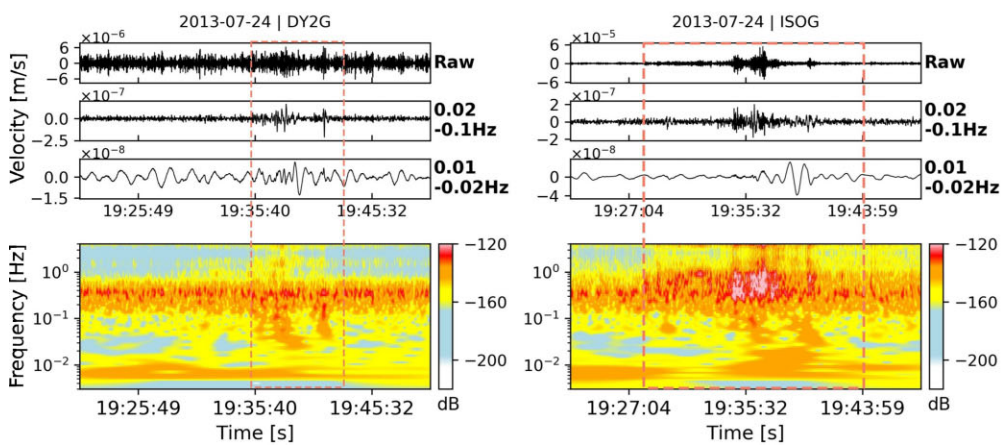 2013-07-24 | DY2G
×10⁻⁶
6
0
−6
Raw
×10⁻⁷
0.0
−2.5
0.02
-0.1Hz
×10⁻⁸
0.0
−1.5
0.01
-0.02Hz
19:25:49 19:35:40 19:45:32
Velocity [m/s]
2013-07-24 | ISOG
×10⁻⁵
6
0
−6
Raw
×10⁻⁷
2
0
−2
0.02
-0.1Hz
×10⁻⁸
0
−4
0.01
-0.02Hz
19:27:04 19:35:32 19:43:59
Frequency [Hz]
10⁰
10⁻¹
10⁻²
19:25:49 19:35:40 19:45:32
Time [s]
−120
−160
−200
dB
10⁰
10⁻¹
10⁻²
19:27:04 19:35:32 19:43:59
Time [s]
−120
−160
−200
dB